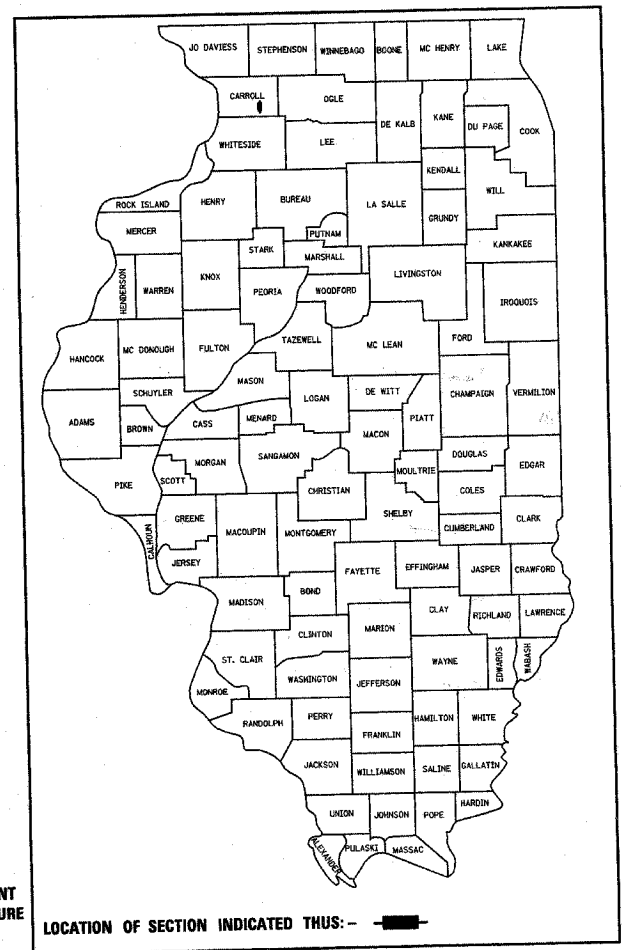 JO DAVIESS STEPHENSON WINNEBAGO BOONE MC HENRY LAKE
CARROLL OGLE DE KALB KANE DU PAGE COOK
WHITESIDE LEE
KENDALL WILL
ROCK ISLAND HENRY BUREAU LA SALLE GRUNDY
MERCER PUTNAM KANKAKEE
STARK MARSHALL
HENDERSON WARREN KNOX PEORIA WOODFORD LIVINGSTON IROQUOIS
HANCOCK MC DONOUGH FULTON TAZEWELL MC LEAN FORD
MASON
SCHUYLER LOGAN DE WITT CHAMPAIGN VERMILION
ADAMS BROWN CASS MENARD MACON PIATT
PIKE SCOTT MORGAN SANGAMON MOULTRIE DOUGLAS EDGAR
CHRISTIAN COLES
CALHOUN GREENE MACOUPIN MONTGOMERY SHELBY CUMBERLAND CLARK
JERSEY FAYETTE EFFINGHAM JASPER CRAWFORD
MADISON BOND
CLAY RICHLAND LAWRENCE
CLINTON MARION
ST. CLAIR WAYNE EDWARDS WABASH
WASHINGTON JEFFERSON
MONROE
RANDOLPH PERRY HAMILTON WHITE
FRANKLIN
JACKSON WILLIAMSON SALINE GALLATIN
UNION JOHNSON POPE HARDIN
ALEXANDER PULASKI MASSAC
NT
URE
LOCATION OF SECTION INDICATED THUS:-